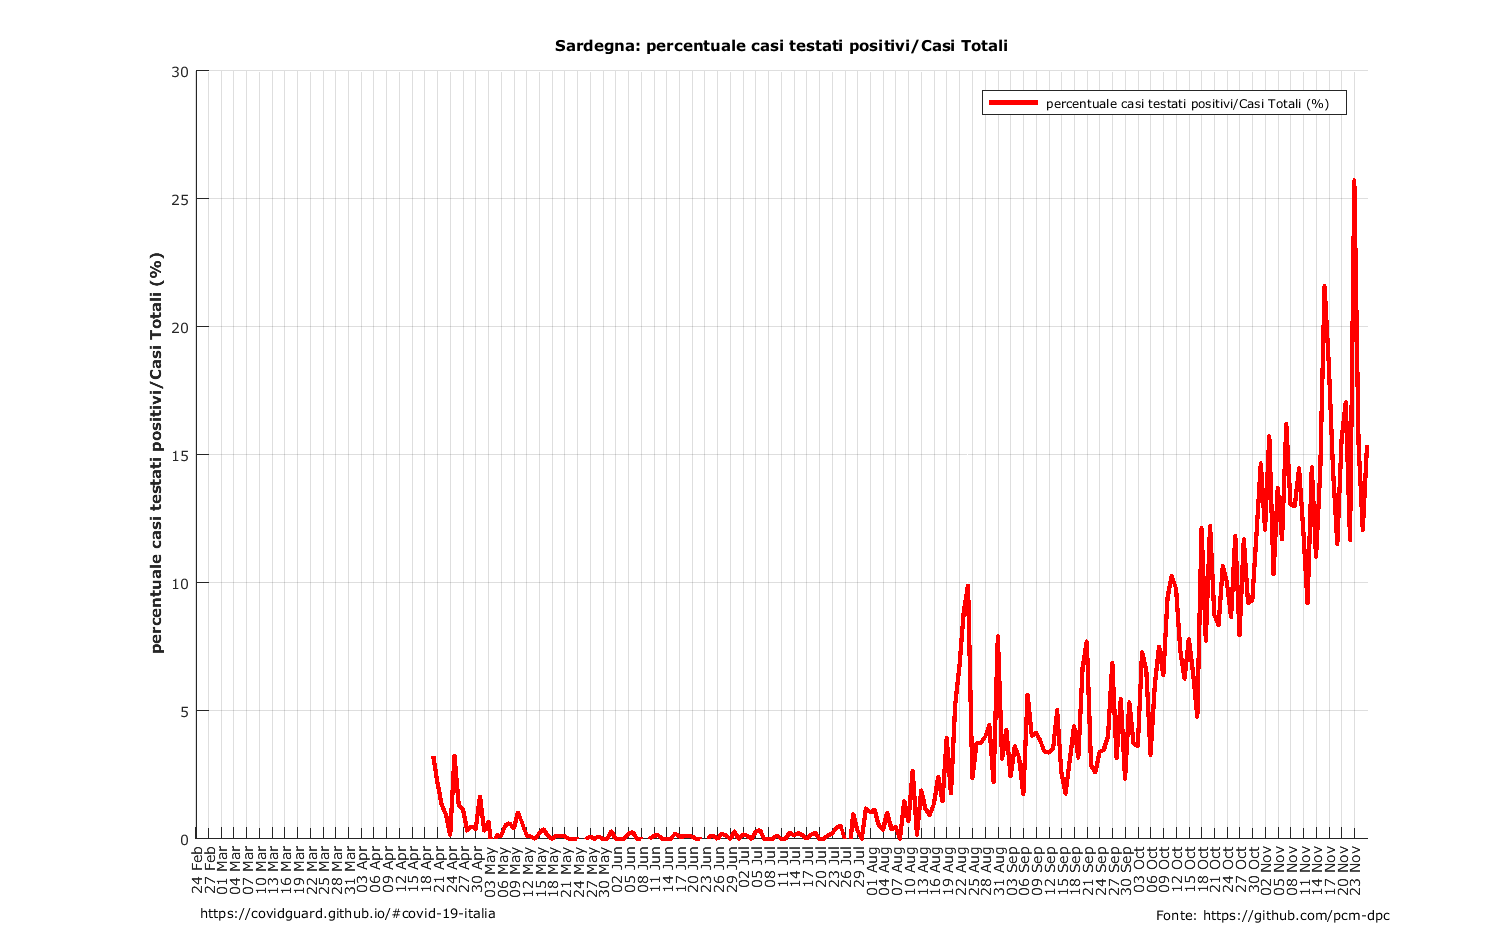 Sardegna: percentuale casi testati positivi/Casi Totali
percentuale casi testati positivi/Casi Totali (%)
percentuale casi testati positivi/Casi Totali (%)
30
25
20
15
10
5
0
24 Feb
27 Feb
01 Mar
04 Mar
07 Mar
10 Mar
13 Mar
16 Mar
19 Mar
22 Mar
25 Mar
28 Mar
31 Mar
03 Apr
06 Apr
09 Apr
12 Apr
15 Apr
18 Apr
21 Apr
24 Apr
27 Apr
30 Apr
03 May
06 May
09 May
12 May
15 May
18 May
21 May
24 May
27 May
30 May
02 Jun
05 Jun
08 Jun
11 Jun
14 Jun
17 Jun
20 Jun
23 Jun
26 Jun
29 Jun
02 Jul
05 Jul
08 Jul
11 Jul
14 Jul
17 Jul
20 Jul
23 Jul
26 Jul
29 Jul
01 Aug
04 Aug
07 Aug
10 Aug
13 Aug
16 Aug
19 Aug
22 Aug
25 Aug
28 Aug
31 Aug
03 Sep
06 Sep
09 Sep
12 Sep
15 Sep
18 Sep
21 Sep
24 Sep
27 Sep
30 Sep
03 Oct
06 Oct
09 Oct
12 Oct
15 Oct
18 Oct
21 Oct
24 Oct
27 Oct
30 Oct
02 Nov
05 Nov
08 Nov
11 Nov
14 Nov
17 Nov
20 Nov
23 Nov
https://covidguard.github.io/#covid-19-italia
Fonte: https://github.com/pcm-dpc